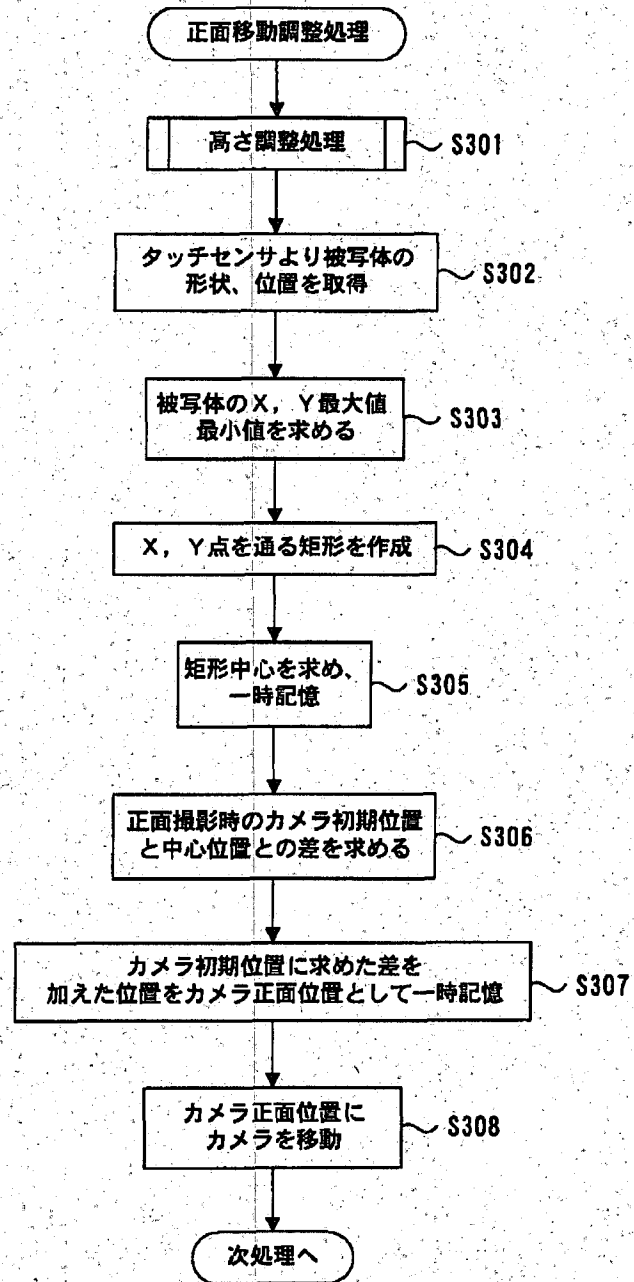 正面移動調整処理
高さ調整処理
S301
タッチセンサより被写体の
形状、位置を取得
S302
被写体のX，Y最大値
最小値を求める
S303
X，Y点を通る矩形を作成
S304
矩形中心を求め、
一時記憶
S305
正面撮影時のカメラ初期位置
と中心位置との差を求める
S306
カメラ初期位置に求めた差を
加えた位置をカメラ正面位置として一時記憶
S307
カメラ正面位置に
カメラを移動
S308
次処理へ